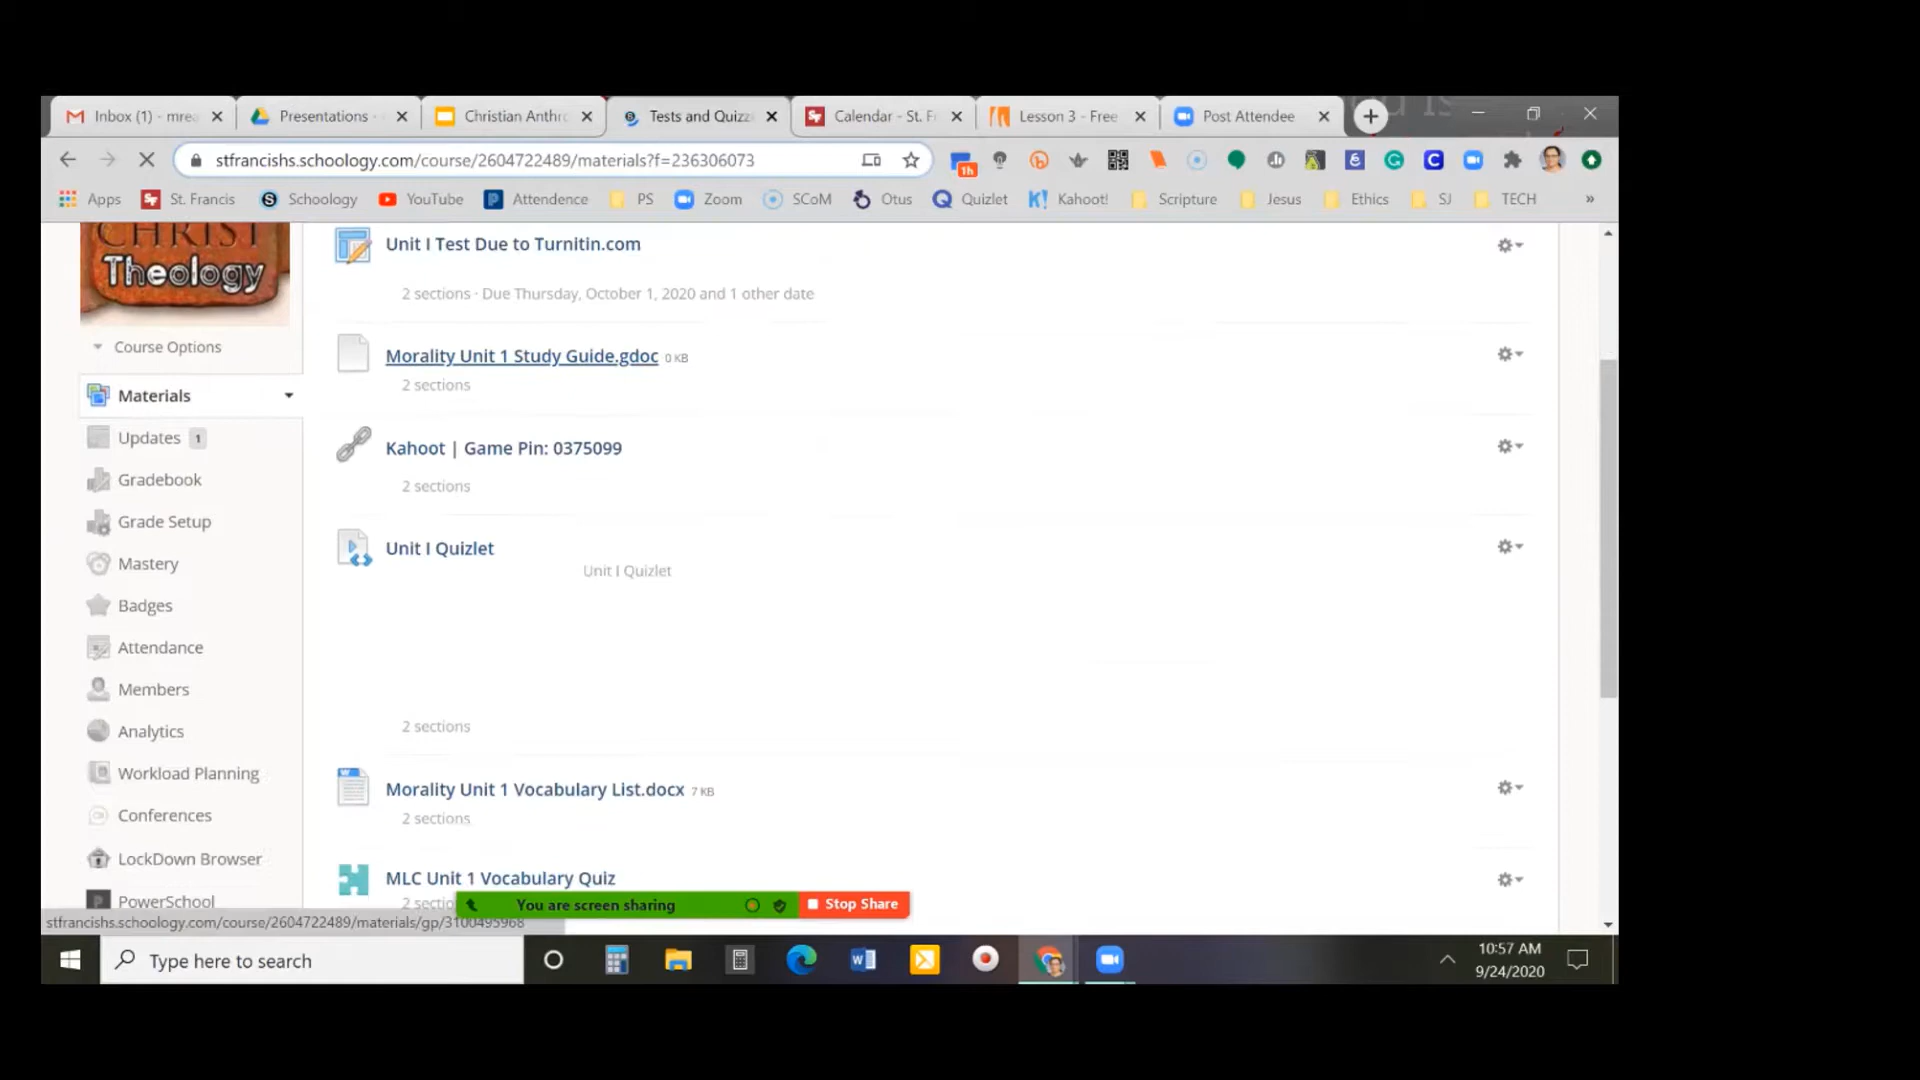 Inbox (1) - mrea
Presentations -
Christian Anthro
Tests and Quizze
Calendar - St. F
Lesson 3 - Free
Post Attendee
stfrancishs.schoology.com/course/2604722489/materials?f=236306073
1h
Apps
St. Francis
Schoology
YouTube
Attendence
PS
Zoom
SCoM
Otus
Quizlet
Kahoot!
Scripture
Jesus
Ethics
SJ
TECH
»
CHRIST
Theology
Course Options
Materials
Updates 1
Gradebook
Grade Setup
Mastery
Badges
Attendance
Members
Analytics
Workload Planning
Conferences
LockDown Browser
PowerSchool
Unit I Test Due to Turnitin.com
2 sections · Due Thursday, October 1, 2020 and 1 other date
Morality Unit 1 Study Guide.gdoc 0 KB
2 sections
Kahoot | Game Pin: 0375099
2 sections
Unit I Quizlet
Unit I Quizlet
2 sections
Morality Unit 1 Vocabulary List.docx 7 KB
2 sections
MLC Unit 1 Vocabulary Quiz
2 sectio
You are screen sharing
Stop Share
stfrancishs.schoology.com/course/2604722489/materials/gp/3100495968
Type here to search
10:57 AM
9/24/2020